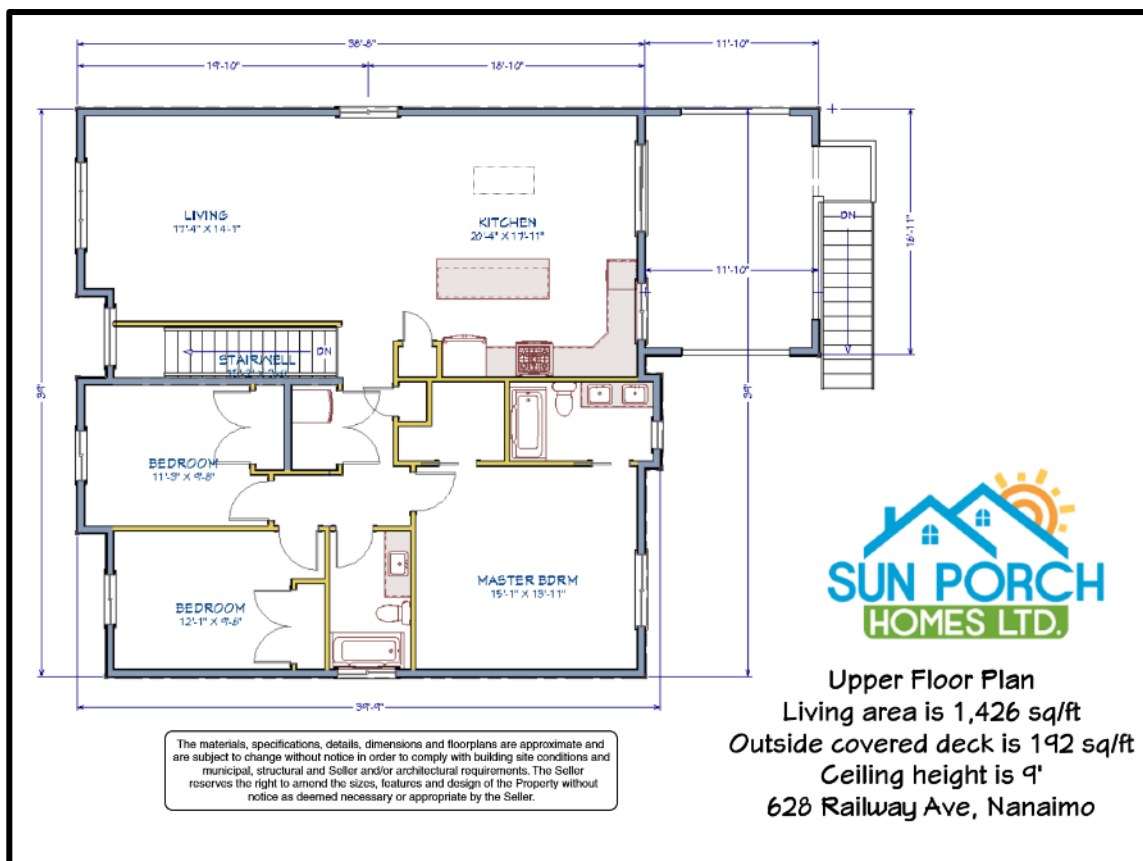 38'-8"
11'-10"
19'-10"
18'-10"
LIVING
17'-4" X 14'-1"
KITCHEN
20'-4" X 17'-11"
DN
16'-11"
11'-10"
39'
39'
DN
STAIRWELL
BEDROOM
11'-3" X 9'-8"
MASTER BDRM
15'-1" X 13'-11"
BEDROOM
12'-1" X 9'-8"
39'-9"
SUN PORCH
HOMES LTD.
Upper Floor Plan
Living area is 1,426 sq/ft
Outside covered deck is 192 sq/ft
Ceiling height is 9'
628 Railway Ave, Nanaimo
The materials, specifications, details, dimensions and floorplans are approximate and
are subject to change without notice in order to comply with building site conditions and
municipal, structural and Seller and/or architectural requirements. The Seller
reserves the right to amend the sizes, features and design of the Property without
notice as deemed necessary or appropriate by the Seller.